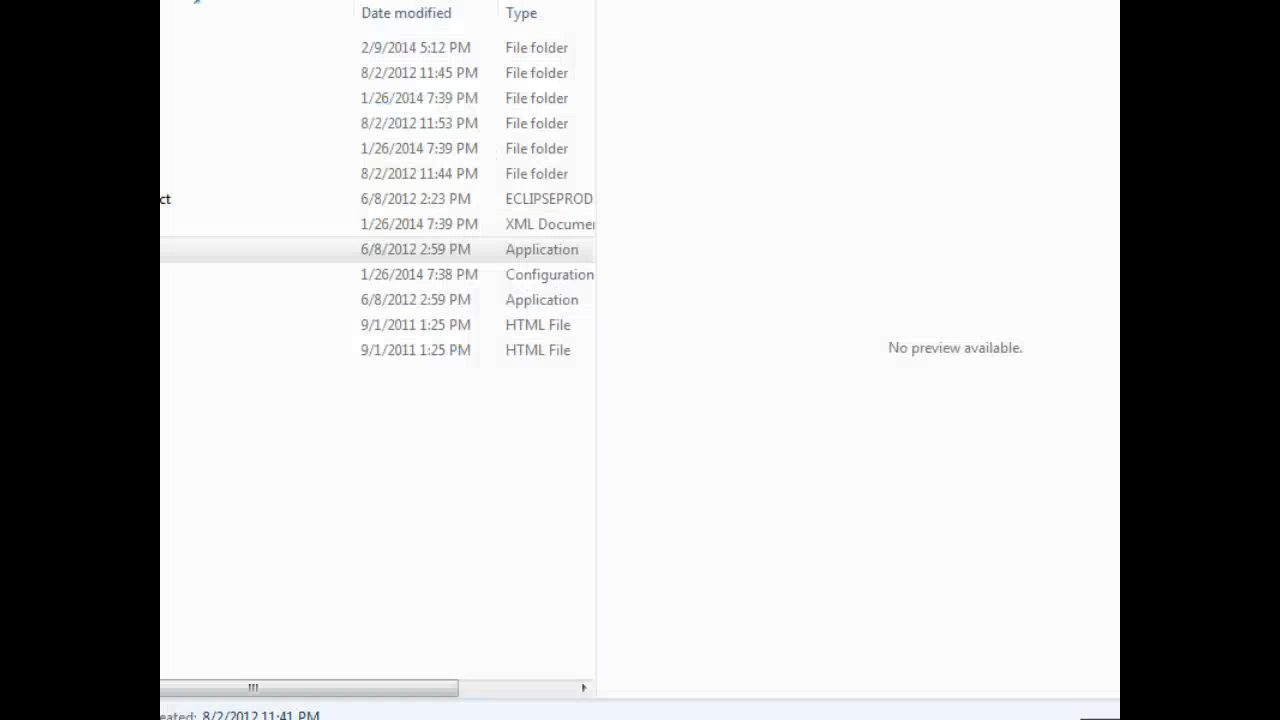 Date modified Type
2/9/2014 5:12 PM File folder
8/2/2012 11:45 PM File folder
1/26/2014 7:39 PM File folder
8/2/2012 11:53 PM File folder
1/26/2014 7:39 PM File folder
8/2/2012 11:44 PM File folder
ct 6/8/2012 2:23 PM ECLIPSEPROD
1/26/2014 7:39 PM XML Docume
6/8/2012 2:59 PM Application
1/26/2014 7:38 PM Configuration
6/8/2012 2:59 PM Application
9/1/2011 1:25 PM HTML File
9/1/2011 1:25 PM HTML File
No preview available.
eated: 8/2/2012 11:41 PM